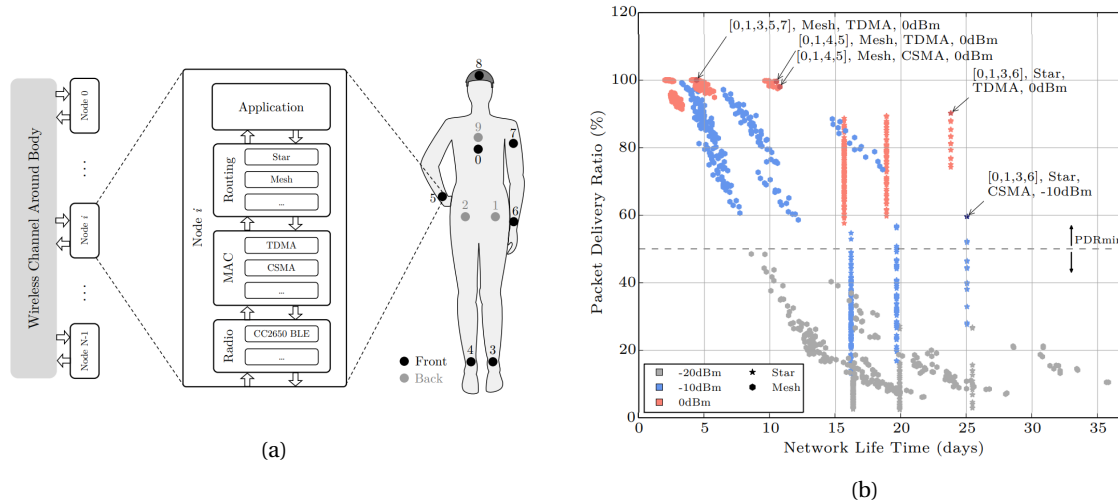 Wireless Channel Around Body
Node 0
Node i
Node N-1
...
...
Node i
Application
Routing
Star
Mesh
...
MAC
TDMA
CSMA
...
Radio
CC2650 BLE
...
8
9
0
7
5
2
1
6
4
3
Front
Back
(a)
Packet Delivery Ratio (%)
120
100
80
60
40
20
0
[0,1,3,5,7], Mesh, TDMA, 0dBm
[0,1,4,5], Mesh, TDMA, 0dBm
[0,1,4,5], Mesh, CSMA, 0dBm
[0,1,3,6], Star,
TDMA, 0dBm
[0,1,3,6], Star,
CSMA, -10dBm
PDRmin
-20dBm
-10dBm
0dBm
Star
Mesh
0 5 10 15 20 25 30 35
Network Life Time (days)
(b)